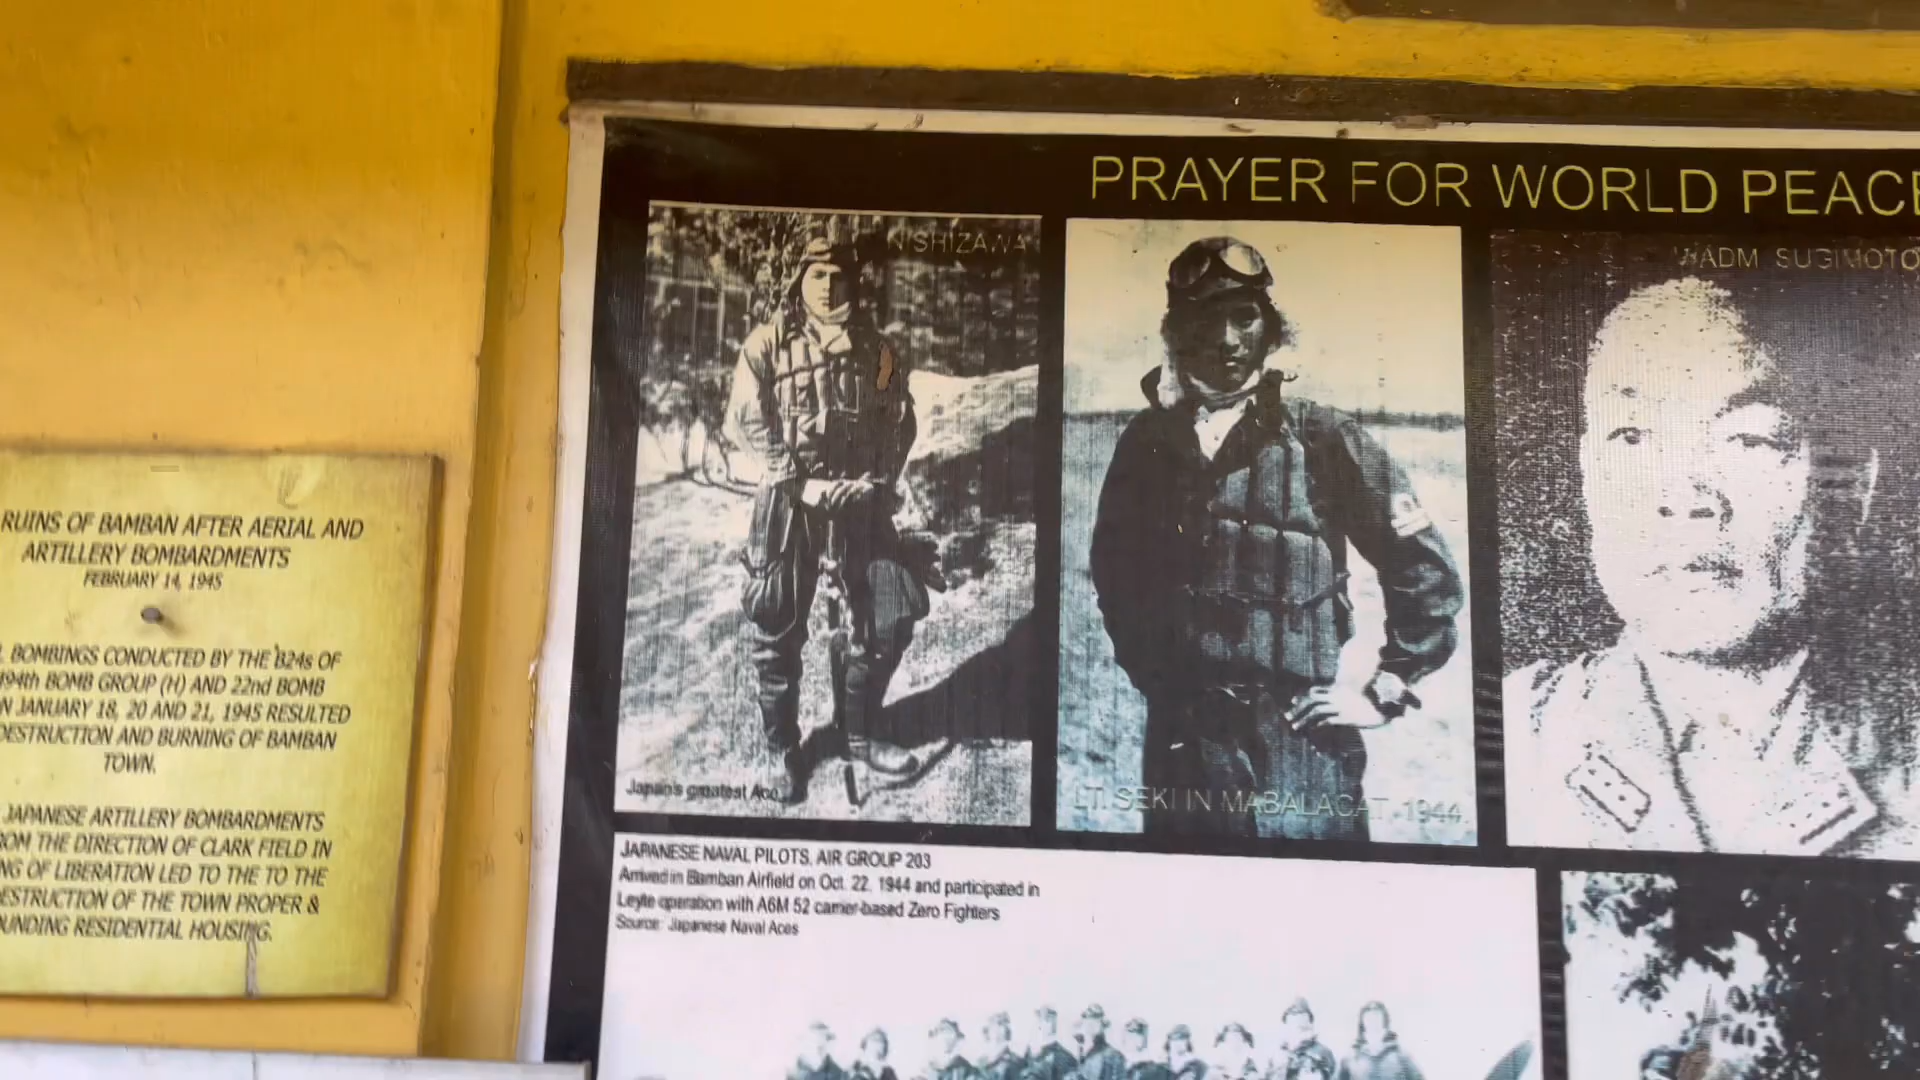 RUINS OF BAMBAN AFTER AERIAL AND
ARTILLERY BOMBARDMENTS
FEBRUARY 14, 1945
BOMBINGS CONDUCTED BY THE B24s OF
494th BOMB GROUP (H) AND 22nd BOMB
JANUARY 18, 20 AND 21, 1945 RESULTED
DESTRUCTION AND BURNING OF BAMBAN
TOWN.
JAPANESE ARTILLERY BOMBARDMENTS
THE DIRECTION OF CLARK FIELD IN
OF LIBERATION LED TO THE TO THE
OF THE TOWN PROPER &
RESIDENTIAL HOUSING.
PRAYER FOR WORLD PEACE
NISHIZAWA
Japan's greatest Ace
LT. SEKI IN MABALACAT, 1944
SUGIMOTO
JAPANESE NAVAL PILOTS, AIR GROUP 203
Arrived in Bamban Airfield on Oct. 22, 1944 and participated in
Leyte operation with A6M 52 carrier-based Zero Fighters
Source: Japanese Naval Aces